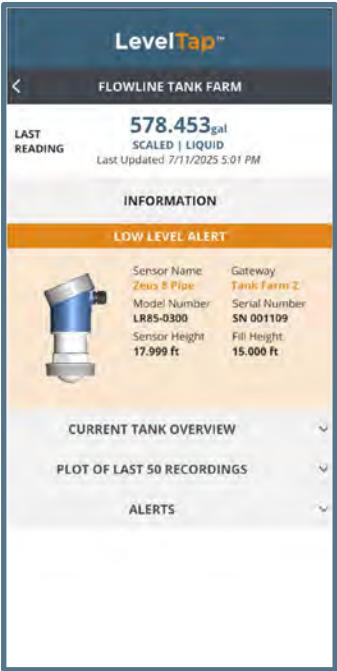 LevelTap™
FLOWLINE TANK FARM
LAST READING
578.453gal
SCALED | LIQUID
Last Updated 7/11/2025 5:01 PM
INFORMATION
LOW LEVEL ALERT
Sensor Name
Zeus 8 Pipe
Gateway
Tank Farm 2
Model Number
LR85-0300
Serial Number
SN 001109
Sensor Height
17.999 ft
Fill Height
15.000 ft
CURRENT TANK OVERVIEW
PLOT OF LAST 50 RECORDINGS
ALERTS